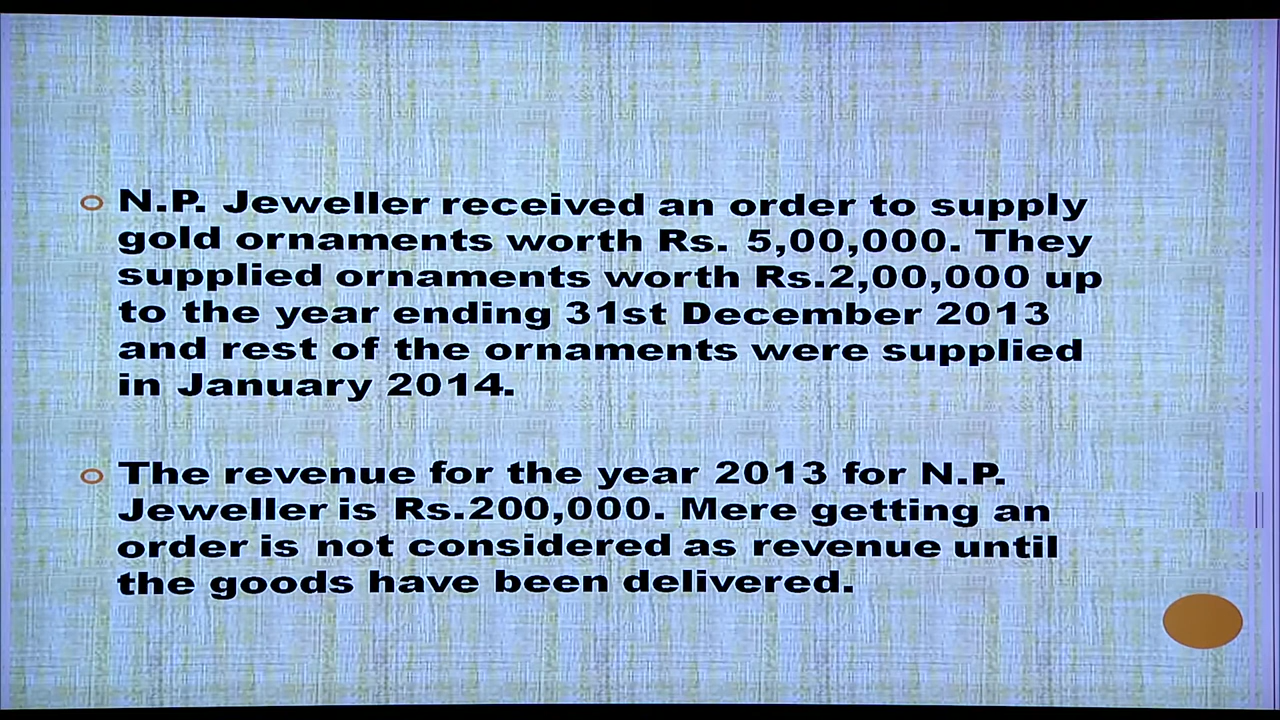 N.P. Jeweller received an order to supply
gold ornaments worth Rs. 5,00,000. They
supplied ornaments worth Rs.2,00,000 up
to the year ending 31st December 2013
and rest of the ornaments were supplied
in January 2014.
The revenue for the year 2013 for N.P.
Jeweller is Rs.200,000. Mere getting an
order is not considered as revenue until
the goods have been delivered.